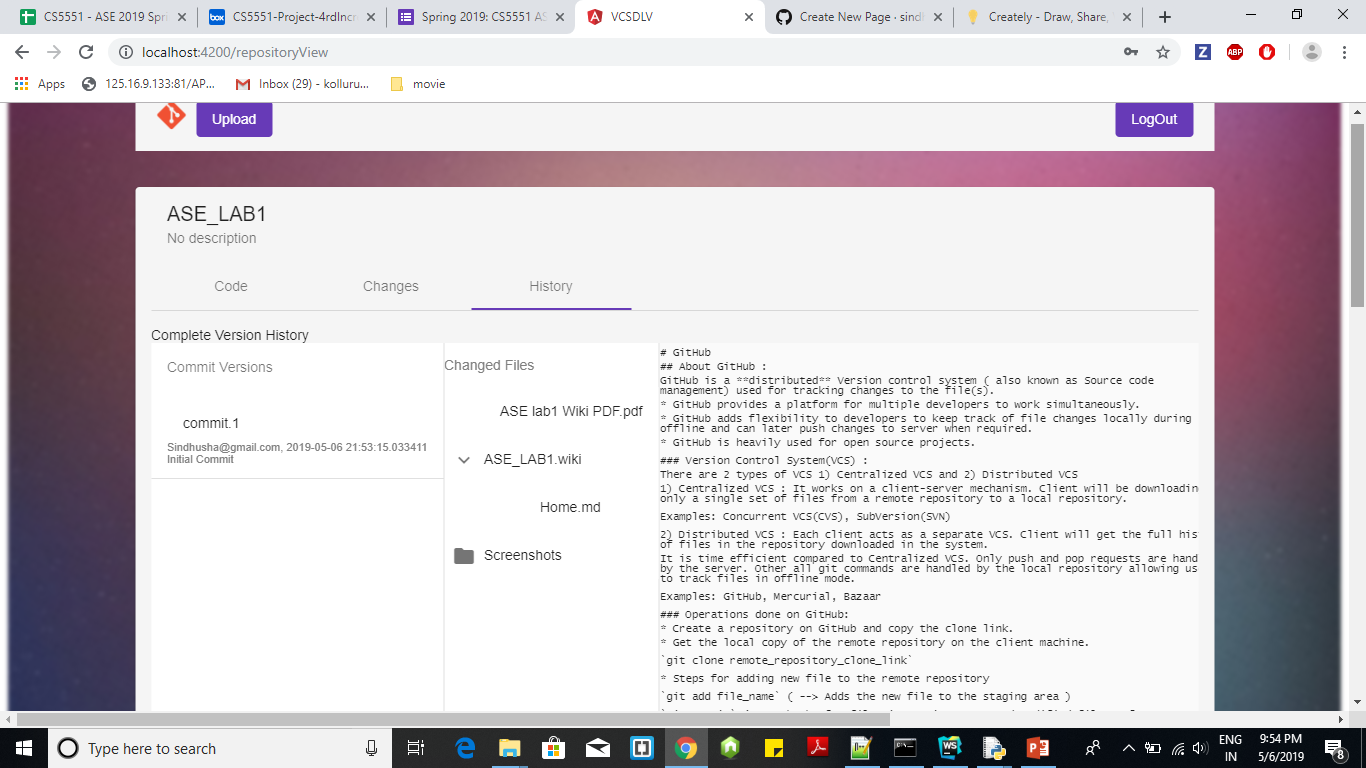 CS5551 - ASE 2019 Spri
CS5551-Project-4rdIncr
Spring 2019: CS5551 AS
VCSDLV
Create New Page · sindh
Creately - Draw, Share,
localhost:4200/repositoryView
Apps
125.16.9.133:81/AP...
Inbox (29) - kolluru...
movie
Upload
LogOut
ASE_LAB1
No description
Code
Changes
History
Complete Version History
Commit Versions
commit.1
Sindhusha@gmail.com, 2019-05-06 21:53:15.033411
Initial Commit
Changed Files
ASE lab1 Wiki PDF.pdf
ASE_LAB1.wiki
Home.md
Screenshots
# GitHub
## About GitHub :
GitHub is a **distributed** Version control system ( also known as Source code
management) used for tracking changes to the file(s).
* GitHub provides a platform for multiple developers to work simultaneously.
* GitHub adds flexibility to developers to keep track of file changes locally during
offline and can later push changes to server when required.
* GitHub is heavily used for open source projects.
### Version Control System(VCS) :
There are 2 types of VCS 1) Centralized VCS and 2) Distributed VCS
1) Centralized VCS : It works on a client-server mechanism. Client will be downloadin
only a single set of files from a remote repository to a local repository.
Examples: Concurrent VCS(CVS), SubVersion(SVN)
2) Distributed VCS : Each client acts as a separate VCS. Client will get the full his
of files in the repository downloaded in the system.
It is time efficient compared to Centralized VCS. Only push and pop requests are hand
by the server. Other all git commands are handled by the local repository allowing us
to track files in offline mode.
Examples: GitHub, Mercurial, Bazaar
### Operations done on GitHub:
* Create a repository on GitHub and copy the clone link.
* Get the local copy of the remote repository on the client machine.
`git clone remote_repository_clone_link`
* Steps for adding new file to the remote repository
`git add file_name` ( --> Adds the new file to the staging area )
Type here to search
ENG
IN
9:54 PM
5/6/2019
8